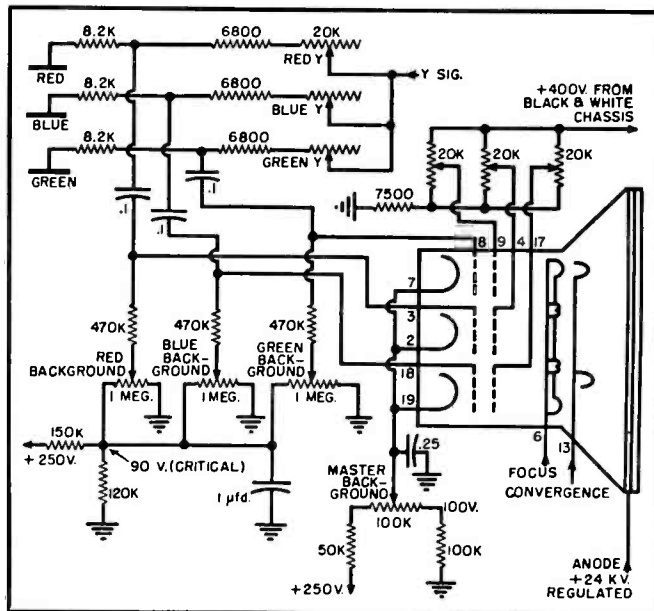 8.2K 6800 20K
RED RED Y
Y SIG.
8.2K 6800
BLUE BLUE Y
8.2K 6800
GREEN GREEN Y
+400V. FROM
BLACK & WHITE
CHASSIS
20K 20K 20K
7500
.1 .1 .1
8 9 4 17
7
3
2
18
19
470K 470K 470K
RED
BACKGROUND
BLUE
BACK-
GROUND
GREEN
BACK-
GROUND
1 MEG. 1 MEG. 1 MEG.
150K
+250V.
90 V. (CRITICAL)
120K
1 µfd.
.25
MASTER
BACK-
GROUND
100V.
100K
50K 100K
+250V.
6 13
FOCUS
CONVERGENCE
ANODE
+24 KV.
REGULATED